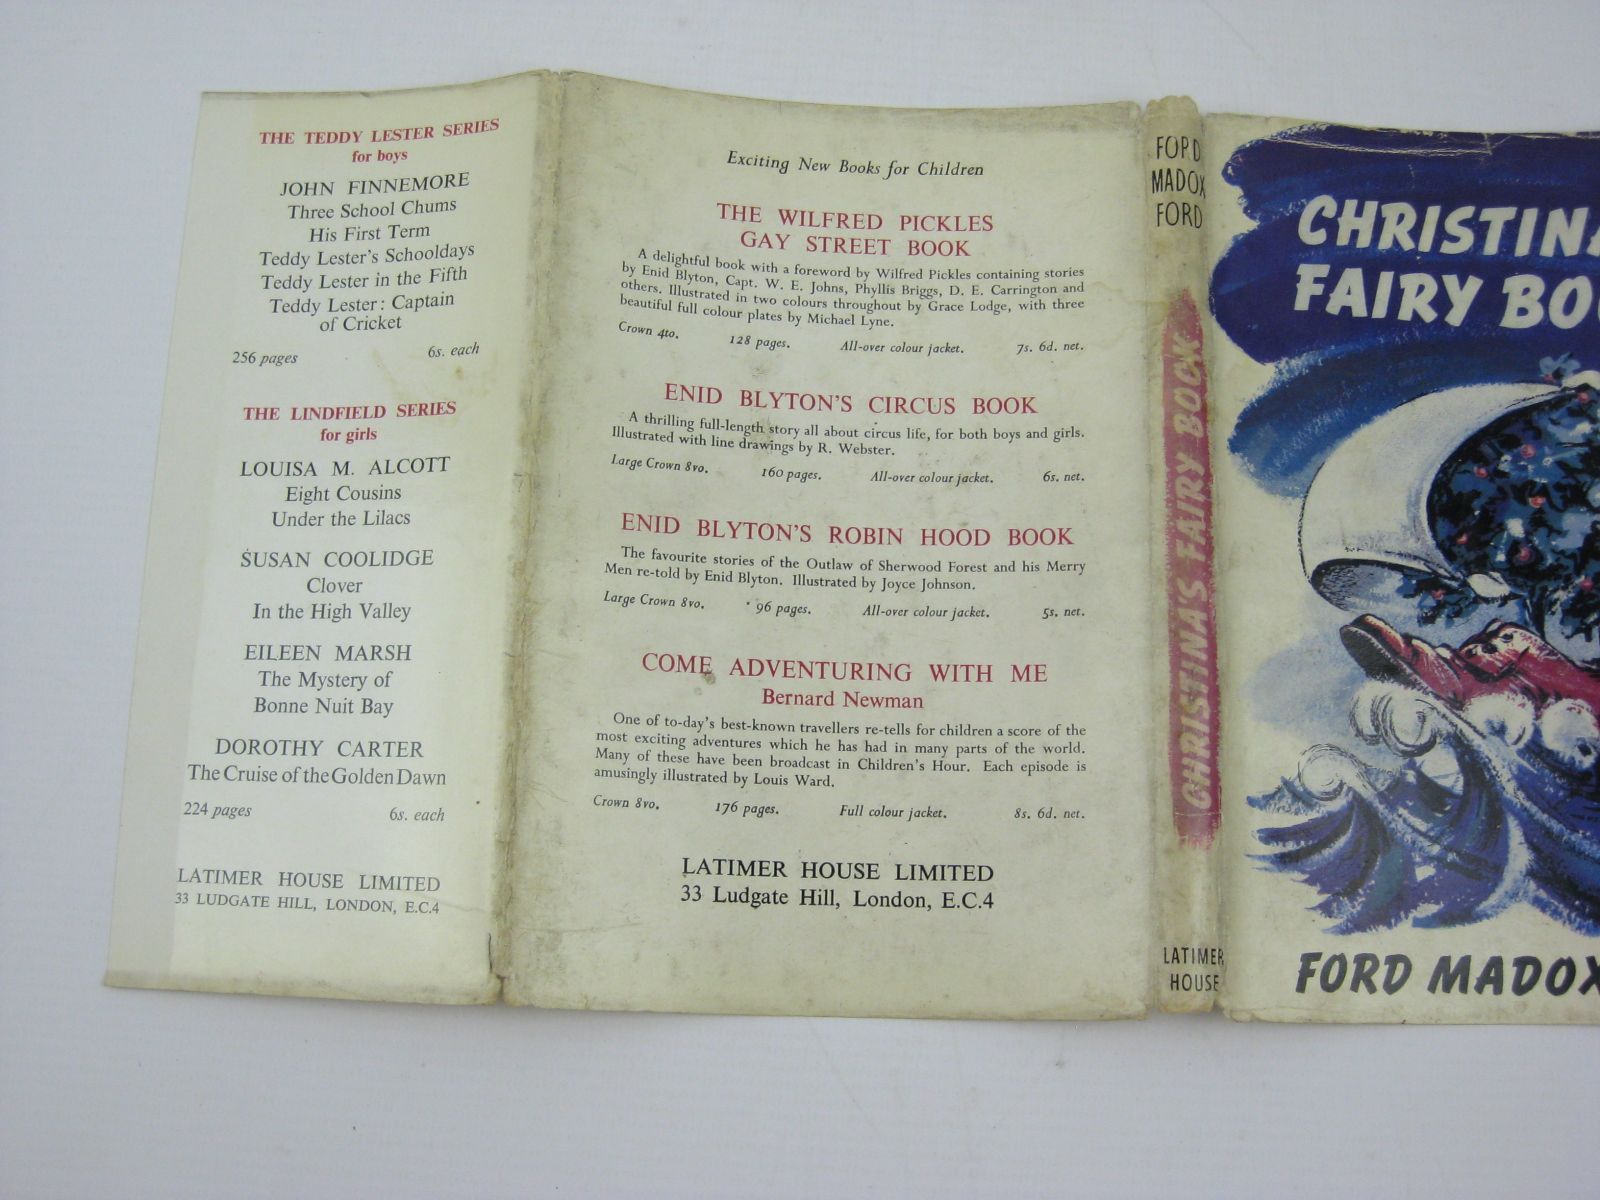 THE TEDDY LESTER SERIES
for boys
JOHN FINNEMORE
Three School Chums
His First Term
Teddy Lester's Schooldays
Teddy Lester in the Fifth
Teddy Lester: Captain
of Cricket
256 pages 6s. each
THE LINDFIELD SERIES
for girls
LOUISA M. ALCOTT
Eight Cousins
Under the Lilacs
SUSAN COOLIDGE
Clover
In the High Valley
EILEEN MARSH
The Mystery of
Bonne Nuit Bay
DOROTHY CARTER
The Cruise of the Golden Dawn
224 pages 6s. each
LATIMER HOUSE LIMITED
33 LUDGATE HILL, LONDON, E.C.4
Exciting New Books for Children
THE WILFRED PICKLES
GAY STREET BOOK
A delightful book with a foreword by Wilfred Pickles containing stories
by Enid Blyton, Capt. W. E. Johns, Phyllis Briggs, D. E. Carrington and
others. Illustrated in two colours throughout by Grace Lodge, with three
beautiful full colour plates by Michael Lyne.
Crown 4to. 128 pages. All-over colour jacket. 7s. 6d. net.
ENID BLYTON'S CIRCUS BOOK
A thrilling full-length story all about circus life, for both boys and girls.
Illustrated with line drawings by R. Webster.
Large Crown 8vo. 160 pages. All-over colour jacket. 6s. net.
ENID BLYTON'S ROBIN HOOD BOOK
The favourite stories of the Outlaw of Sherwood Forest and his Merry
Men re-told by Enid Blyton. Illustrated by Joyce Johnson.
Large Crown 8vo. 96 pages. All-over colour jacket. 5s. net.
COME ADVENTURING WITH ME
Bernard Newman
One of to-day's best-known travellers re-tells for children a score of the
most exciting adventures which he has had in many parts of the world.
Many of these have been broadcast in Children's Hour. Each episode is
amusingly illustrated by Louis Ward.
Crown 8vo. 176 pages. Full colour jacket. 8s. 6d. net.
LATIMER HOUSE LIMITED
33 Ludgate Hill, London, E.C.4
FORD
MADOX
FORD
CHRISTINA'S FAIRY BOOK
LATIMER
HOUSE
CHRISTINA
FAIRY BO
FORD MADOX